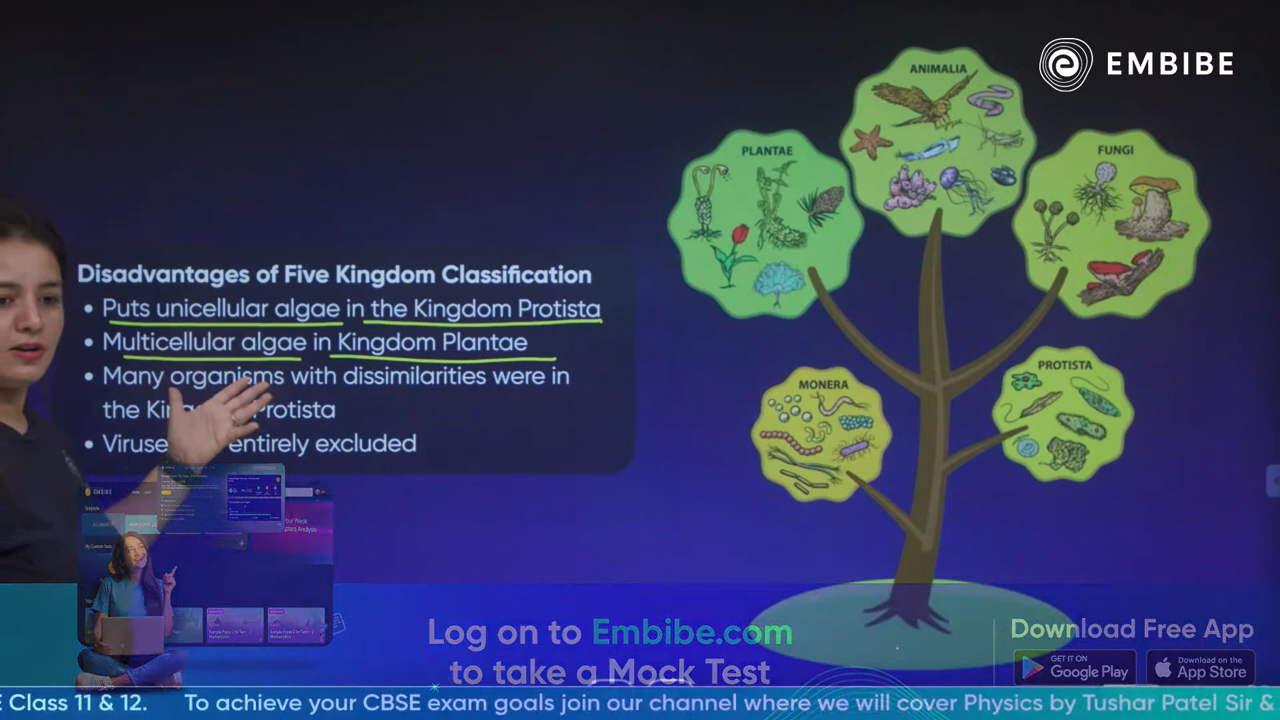 EMBIBE
ANIMALIA
PLANTAE
FUNGI
Disadvantages of Five Kingdom Classification
• Puts unicellular algae in the Kingdom Protista
• Multicellular algae in Kingdom Plantae
• Many organisms with dissimilarities were in
the Protista
• entirely excluded
MONERA
PROTISTA
EMBIBE
Log on to Embibe.com
to take a Mock Test
Download Free App
GET IT ON
Google Play
Download on the
App Store
E Class 11 & 12. To achieve your CBSE exam goals join our channel where we will cover Physics by Tushar Patel Sir &